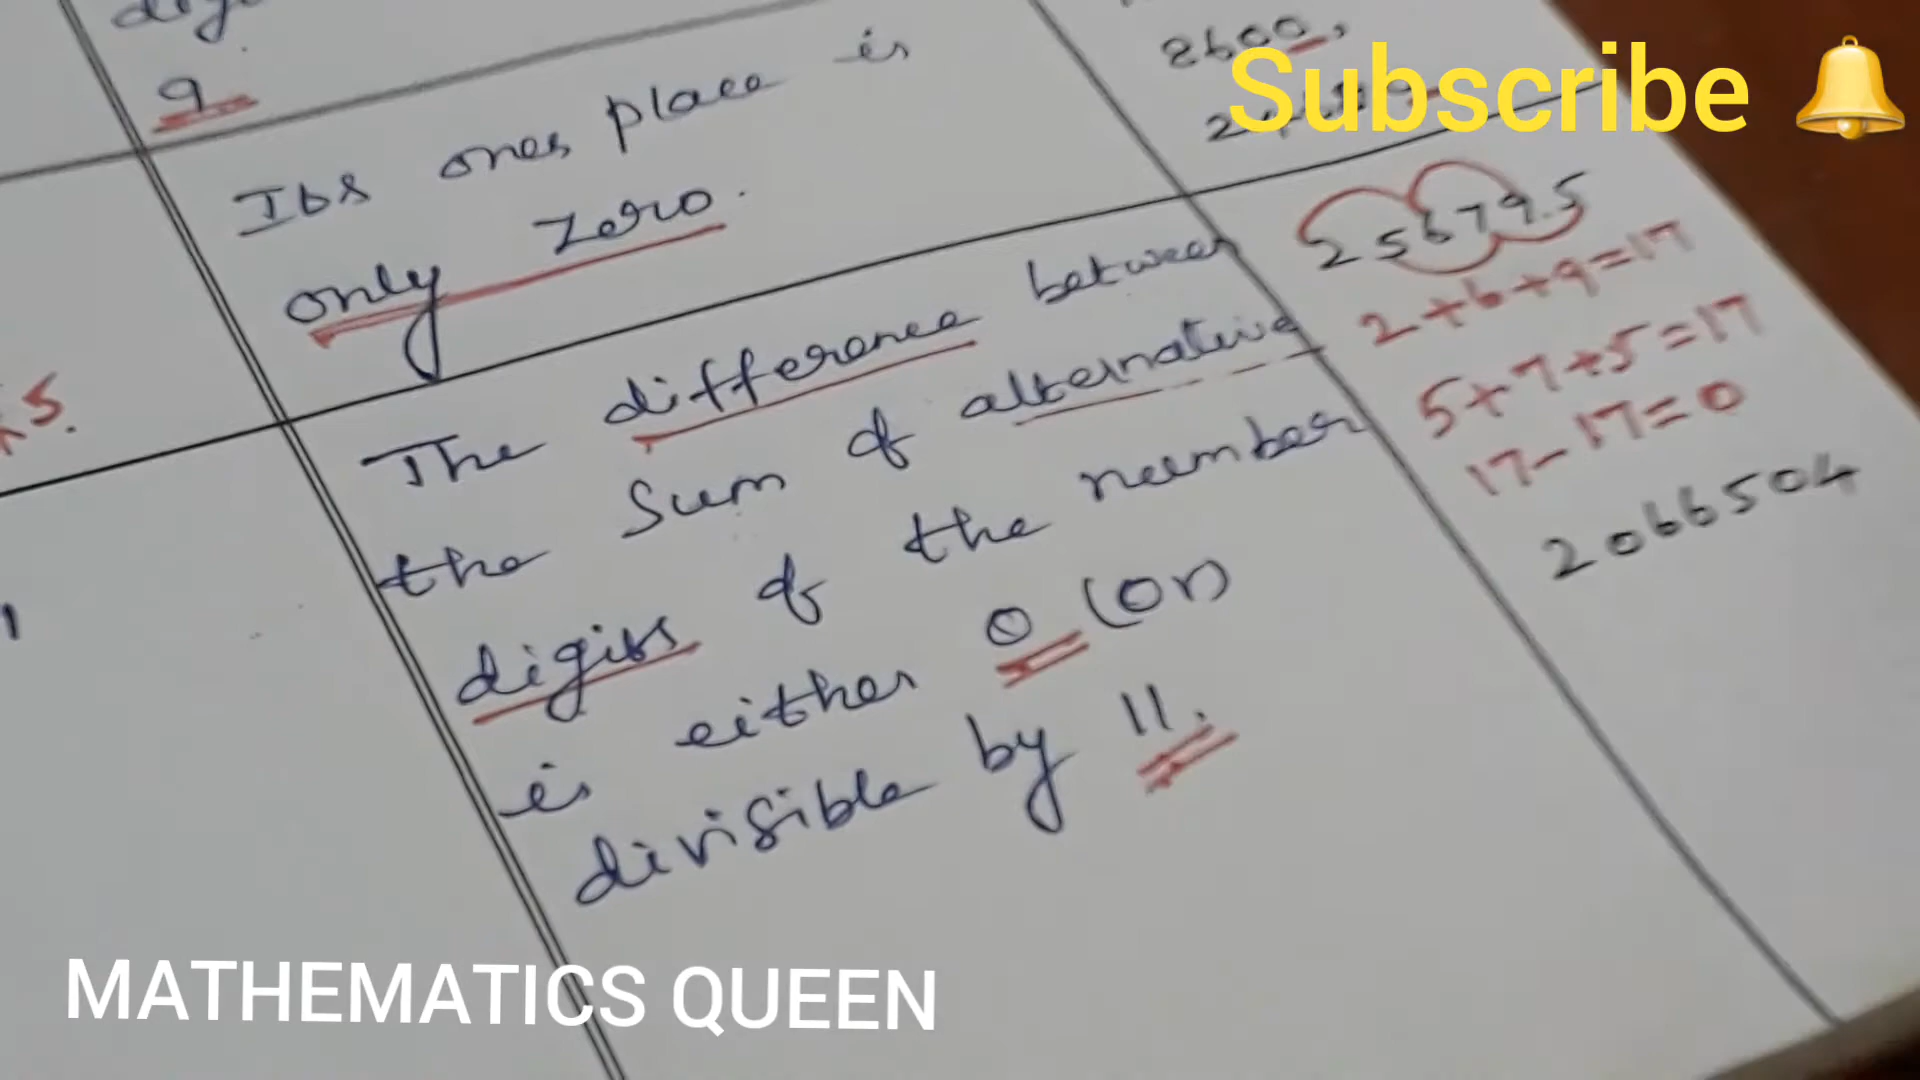 9
Its ones place is
only Zero.
The difference between
the Sum of alternative
digits of the number
is either 0 (or)
divisible by 11.
2600,
256795
2+6+9=17
5+7+5=17
17-17=0
2066504
Subscribe 🔔
MATHEMATICS QUEEN